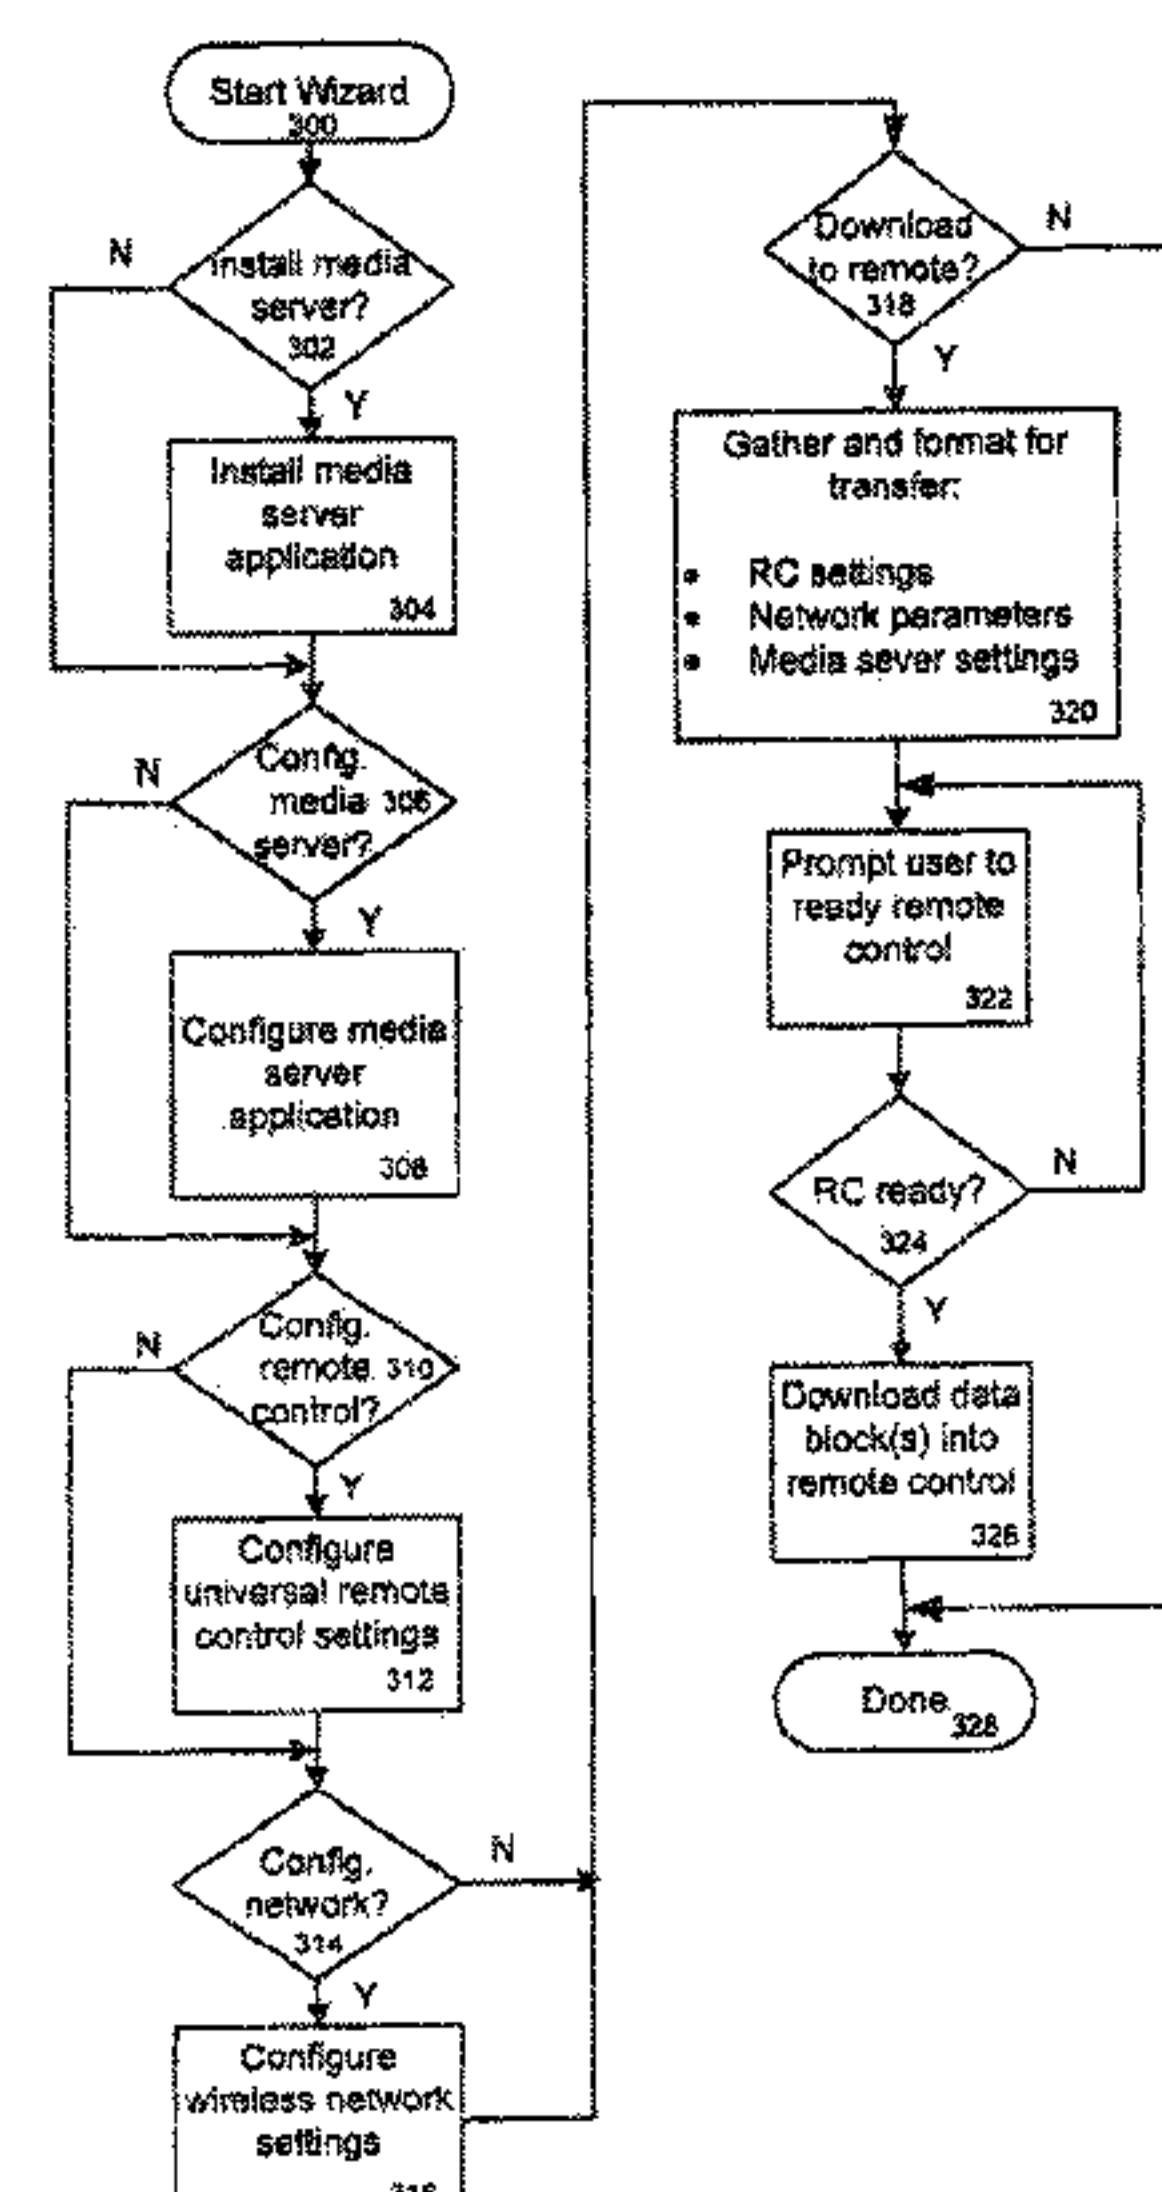 Start Wizard
300
N
Install media
server?
302
Y
Install media
server
application
304
N
Config.
media 306
server?
Y
Configure media
server
application
308
N
Config.
remote 310
control?
Y
Configure
universal remote
control settings
312
Config.
network?
314
N
Y
Configure
wireless network
settings
316
Download
to remote?
318
N
Y
Gather and format for
transfer:
• RC settings
• Network parameters
• Media sever settings
320
Prompt user to
ready remote
control
322
RC ready?
324
N
Y
Download data
block(s) into
remote control
326
Done
328